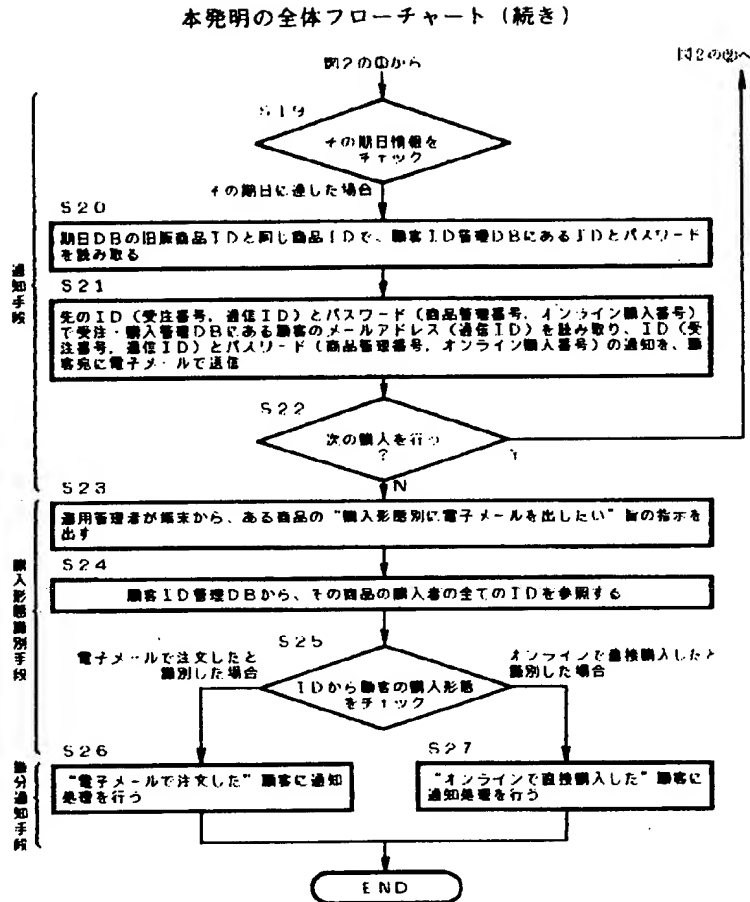 本発明の全体フローチャート（続き）
図2の①から
図2の②へ
S19
その期日情報を
チェック
その期日に達した場合
S20
期日DBの旧版商品IDと同じ商品IDで、顧客ID管理DBにあるIDとパスワード
を読み取る
通知手段
S21
先のID（受注番号，通信ID）とパスワード（商品管理番号，オンライン購入番号）
で受注・購入管理DBにある顧客のメールアドレス（通信ID）を読み取り、ID（受
注番号，通信ID）とパスワード（商品管理番号，オンライン購入番号）の通知を、顧
客宛に電子メールで送信
S22
次の購入を行う
?
Y
N
S23
運用管理者が端末から、ある商品の“購入形態別に電子メールを出したい”旨の指示を
出す
S24
顧客ID管理DBから、その商品の購入者の全てのIDを参照する
購入形態識別手段
S25
電子メールで注文したと
識別した場合
オンラインで直接購入したと
識別した場合
IDから顧客の購入形態
をチェック
S26
S27
“電子メールで注文した”顧客に通知
処理を行う
“オンラインで直接購入した”顧客に
通知処理を行う
分通知手段
END